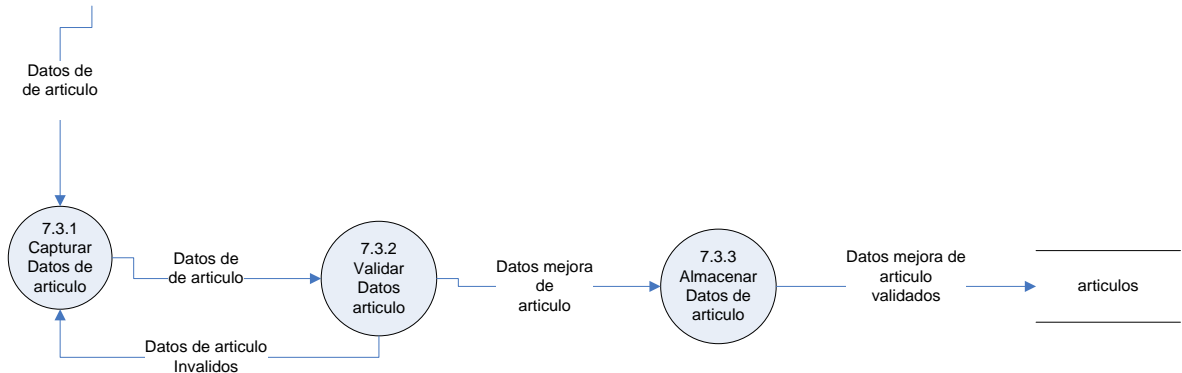 Datos de
de articulo
7.3.1
Capturar
Datos de
articulo
Datos de
de articulo
7.3.2
Validar
Datos
articulo
Datos mejora
de
articulo
7.3.3
Almacenar
Datos de
articulo
Datos mejora de
articulo
validados
articulos
Datos de articulo
Invalidos